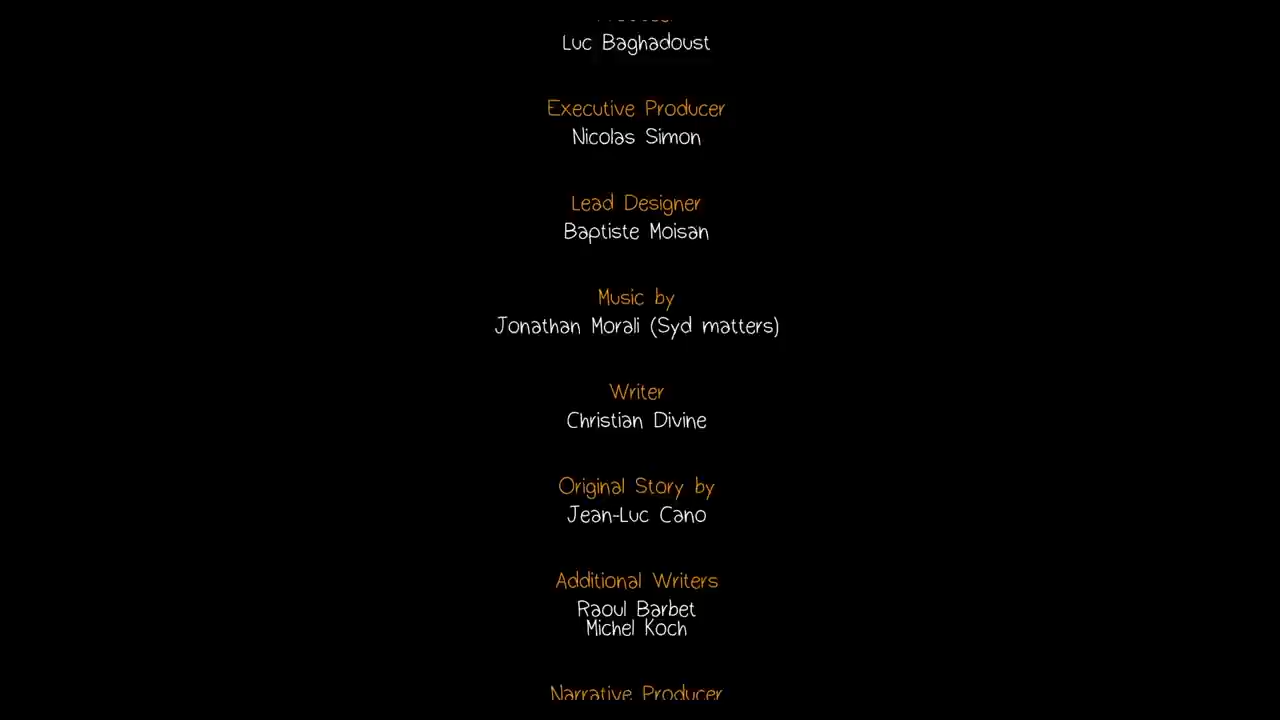 Luc Baghadoust
Executive Producer
Nicolas Simon
Lead Designer
Baptiste Moisan
Music by
Jonathan Morali (Syd matters)
Writer
Christian Divine
Original Story by
Jean-Luc Cano
Additional Writers
Raoul Barbet
Michel Koch
Narrative Producer